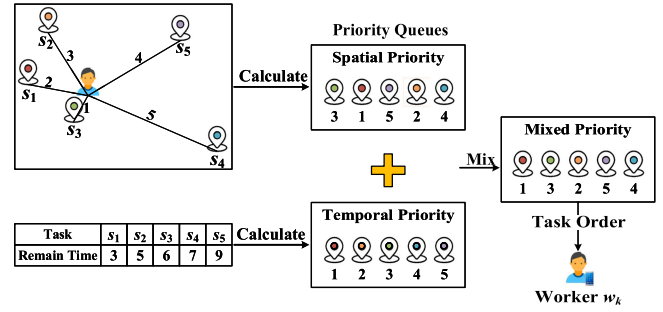 s2
s5
3
4
s1
2
1
s3
5
s4
Calculate
Priority Queues
Spatial Priority
3 1 5 2 4
Mix
Mixed Priority
1 3 2 5 4
Task Order
Worker wk
Task s1 s2 s3 s4 s5
Remain Time 3 5 6 7 9
Calculate
Temporal Priority
1 2 3 4 5